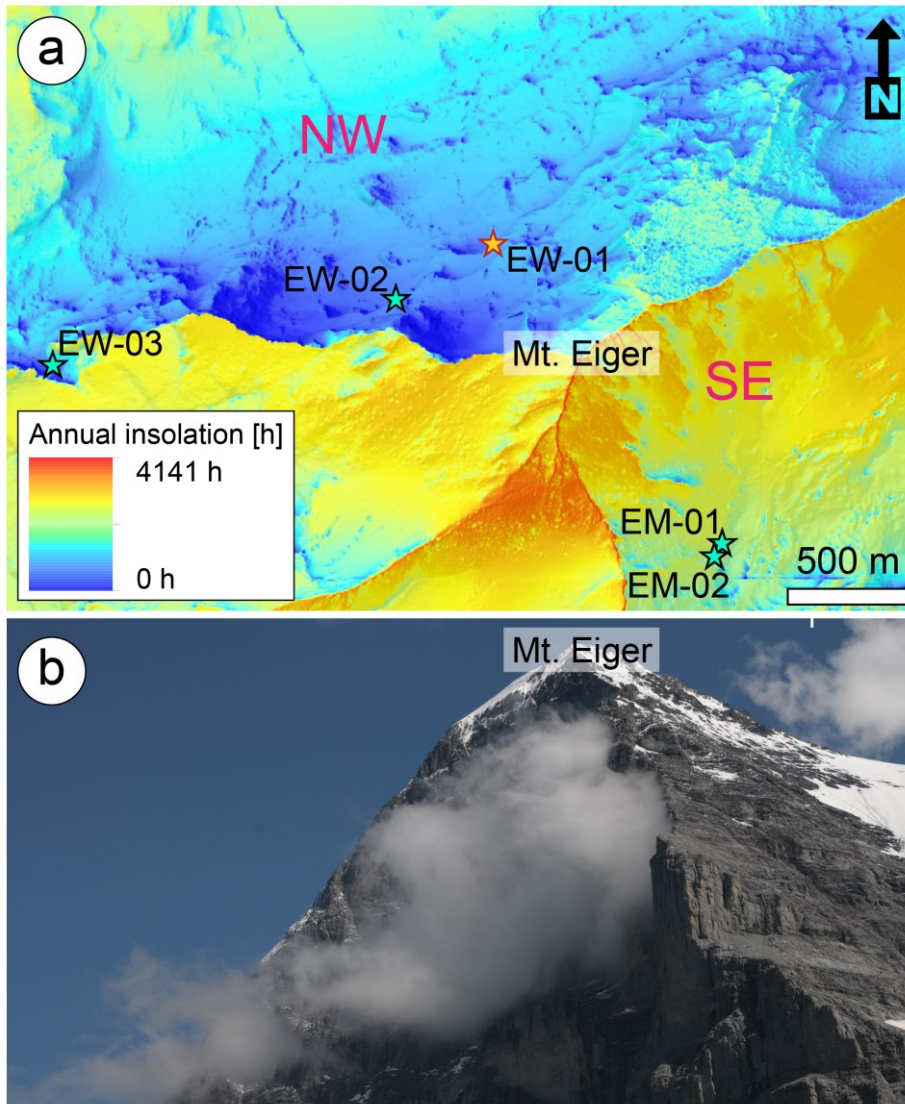 a
N
NW
EW-01
EW-02
EW-03
Mt. Eiger
SE
Annual insolation [h]
4141 h
0 h
EM-01
EM-02
500 m
b
Mt. Eiger